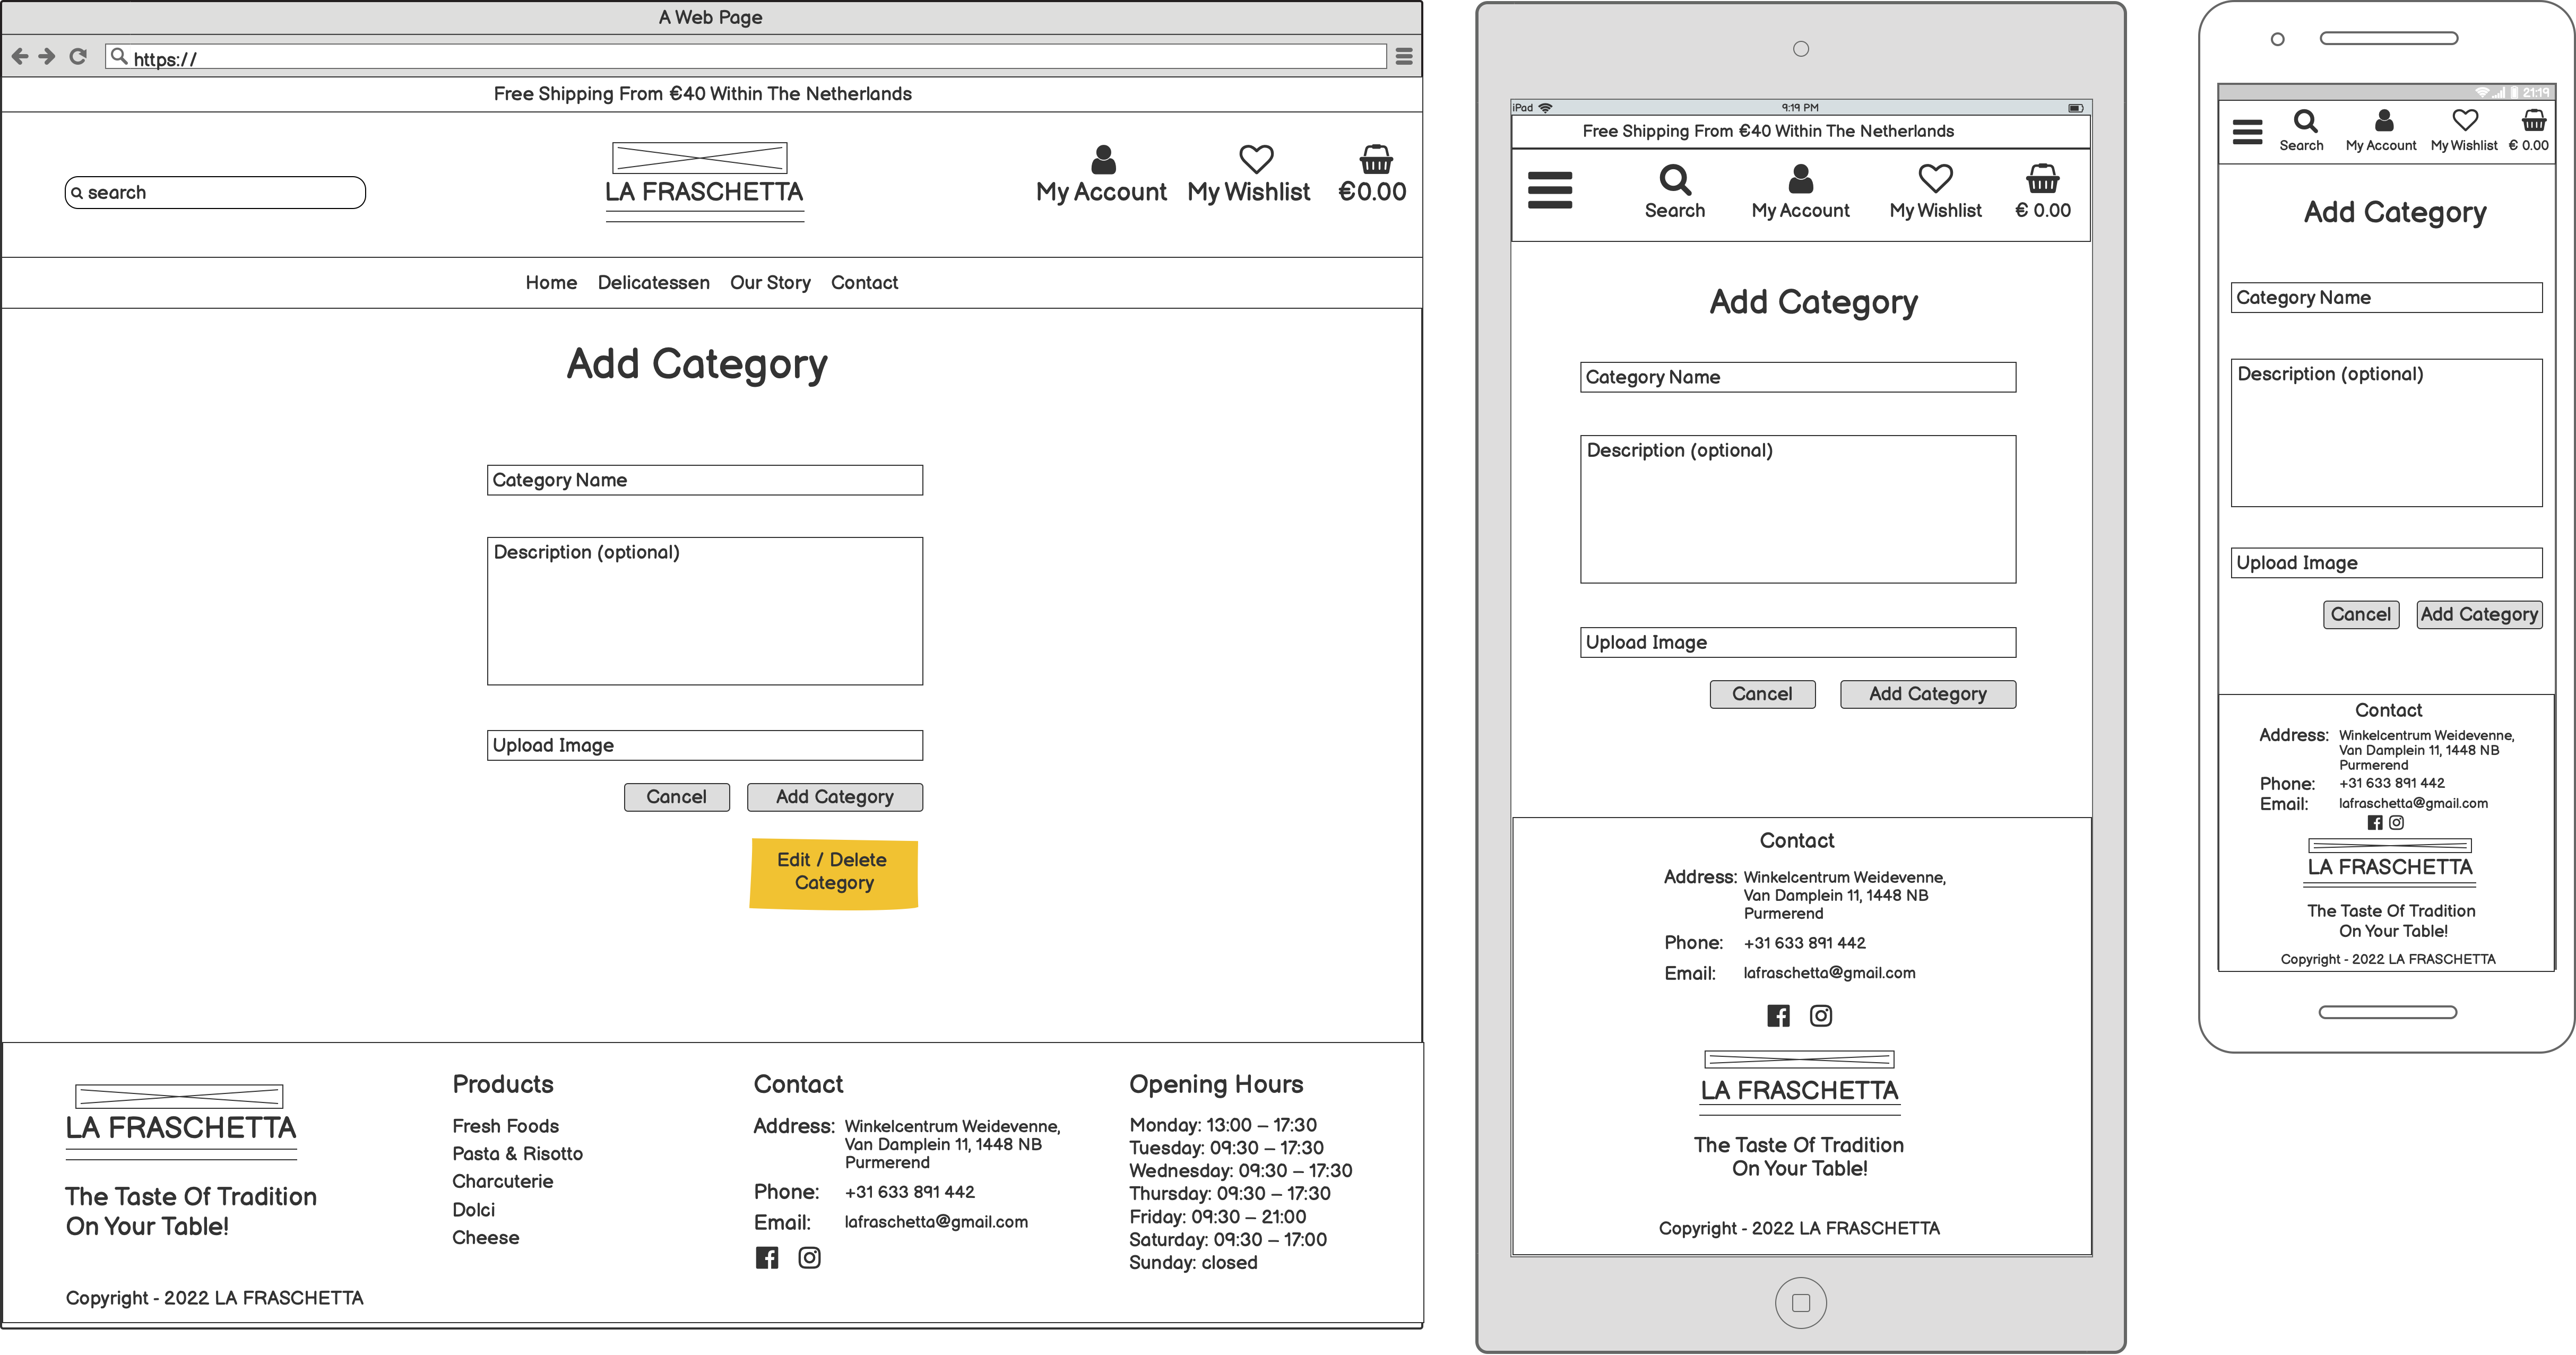 A Web Page
https://
Free Shipping From €40 Within The Netherlands
search
LA FRASCHETTA
My Account
My Wishlist
€0.00
Home Delicatessen Our Story Contact
Add Category
Category Name
Description (optional)
Upload Image
Cancel
Add Category
Edit / Delete
Category
LA FRASCHETTA
The Taste Of Tradition
On Your Table!
Copyright - 2022 LA FRASCHETTA
Products
Fresh Foods
Pasta & Risotto
Charcuterie
Dolci
Cheese
Contact
Address: Winkelcentrum Weidevenne,
Van Damplein 11, 1448 NB
Purmerend
Phone: +31 633 891 442
Email: lafraschetta@gmail.com
Opening Hours
Monday: 13:00 – 17:30
Tuesday: 09:30 – 17:30
Wednesday: 09:30 – 17:30
Thursday: 09:30 – 17:30
Friday: 09:30 – 21:00
Saturday: 09:30 – 17:00
Sunday: closed
iPad
9:19 PM
Free Shipping From €40 Within The Netherlands
Search
My Account
My Wishlist
€ 0.00
Add Category
Category Name
Description (optional)
Upload Image
Cancel
Add Category
Contact
Address: Winkelcentrum Weidevenne,
Van Damplein 11, 1448 NB
Purmerend
Phone: +31 633 891 442
Email: lafraschetta@gmail.com
LA FRASCHETTA
The Taste Of Tradition
On Your Table!
Copyright - 2022 LA FRASCHETTA
21:19
Search
My Account
My Wishlist
€ 0.00
Add Category
Category Name
Description (optional)
Upload Image
Cancel
Add Category
Contact
Address: Winkelcentrum Weidevenne,
Van Damplein 11, 1448 NB
Purmerend
Phone: +31 633 891 442
Email: lafraschetta@gmail.com
LA FRASCHETTA
The Taste Of Tradition
On Your Table!
Copyright - 2022 LA FRASCHETTA